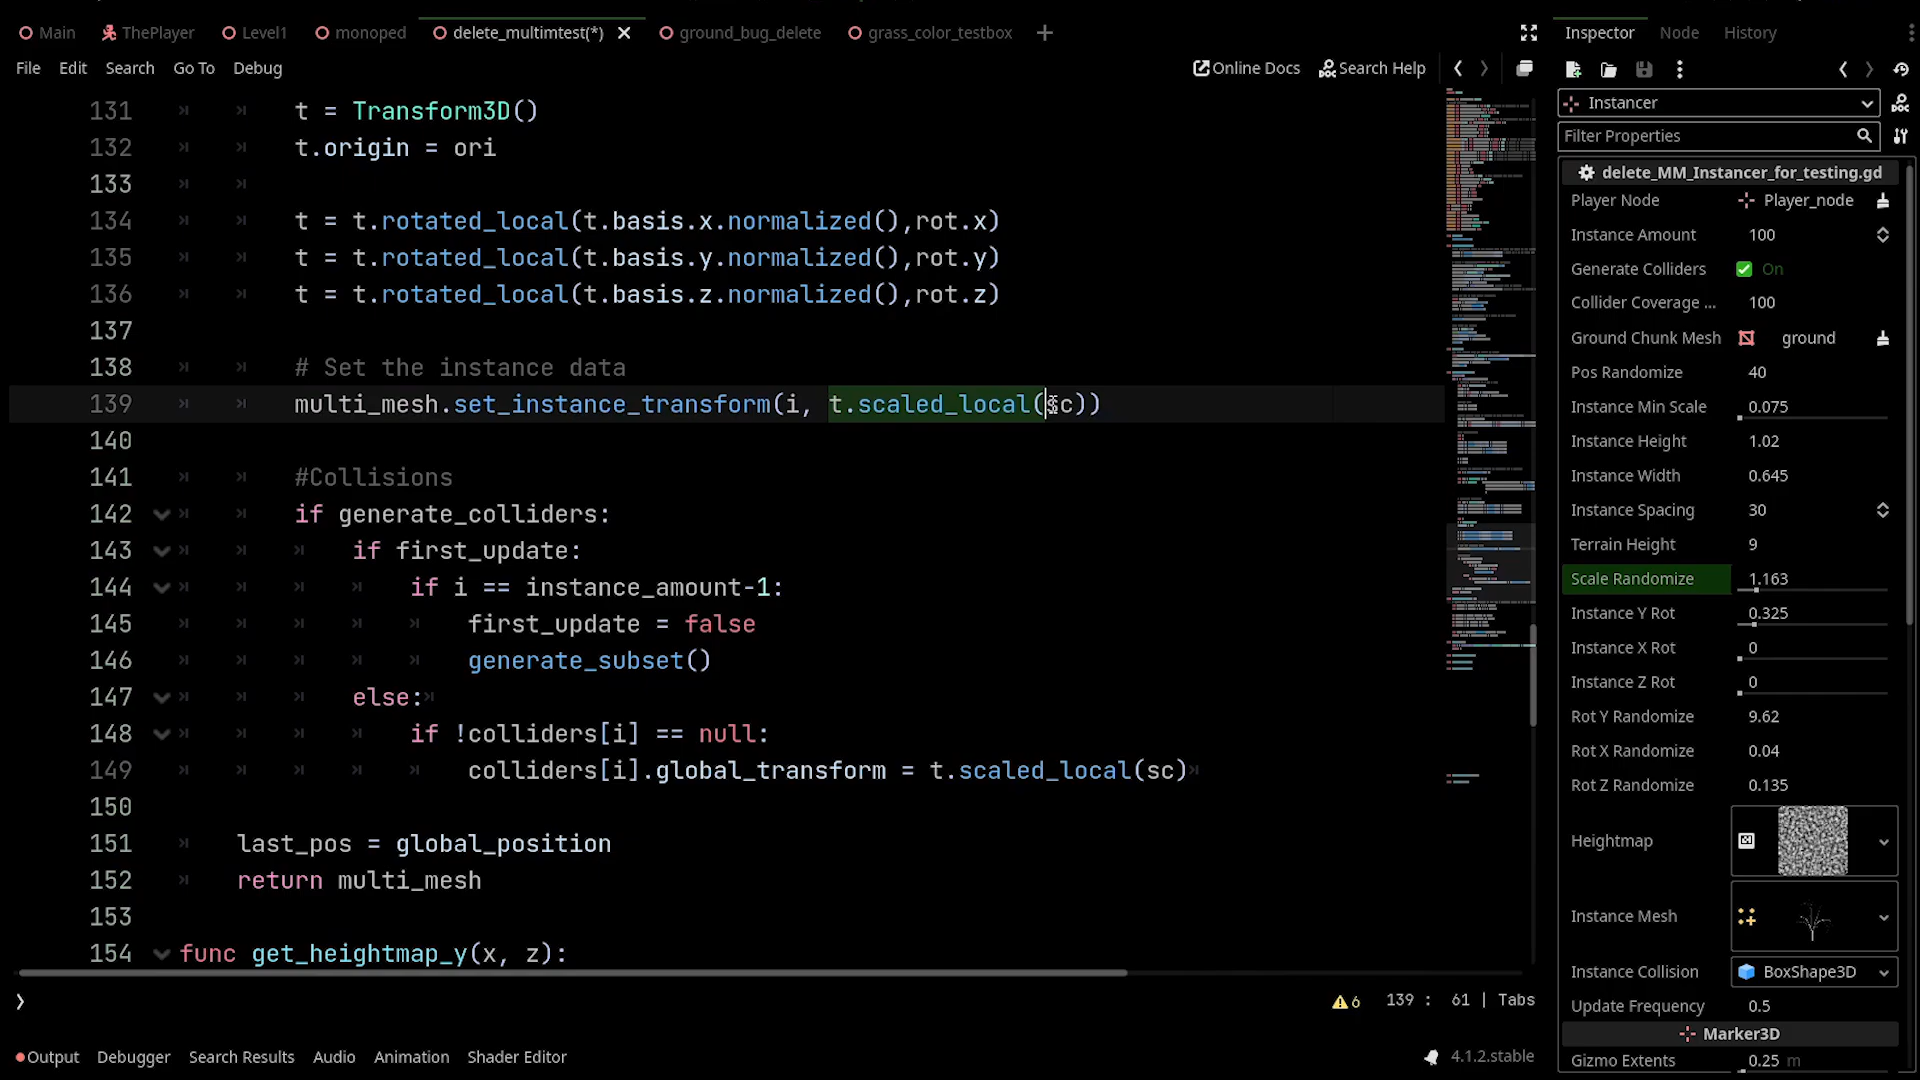 Main ThePlayer Level1 monoped delete_multimtest(*) ground_bug_delete grass_color_testbox
File Edit Search Go To Debug Online Docs Search Help
131 t = Transform3D()
132 t.origin = ori
133
134 t = t.rotated_local(t.basis.x.normalized(),rot.x)
135 t = t.rotated_local(t.basis.y.normalized(),rot.y)
136 t = t.rotated_local(t.basis.z.normalized(),rot.z)
137
138 # Set the instance data
139 multi_mesh.set_instance_transform(i, t.scaled_local(sc))
140
141 #Collisions
142 if generate_colliders:
143 if first_update:
144 if i == instance_amount-1:
145 first_update = false
146 generate_subset()
147 else:
148 if !colliders[i] == null:
149 colliders[i].global_transform = t.scaled_local(sc)
150
151 last_pos = global_position
152 return multi_mesh
153
154 func get_heightmap_y(x, z):
6 139 : 61 | Tabs
Output Debugger Search Results Audio Animation Shader Editor 4.1.2.stable
Inspector Node History
Instancer
Filter Properties
delete_MM_Instancer_for_testing.gd
Player Node Player_node
Instance Amount 100
Generate Colliders On
Collider Coverage ... 100
Ground Chunk Mesh ground
Pos Randomize 40
Instance Min Scale 0.075
Instance Height 1.02
Instance Width 0.645
Instance Spacing 30
Terrain Height 9
Scale Randomize 1.163
Instance Y Rot 0.325
Instance X Rot 0
Instance Z Rot 0
Rot Y Randomize 9.62
Rot X Randomize 0.04
Rot Z Randomize 0.135
Heightmap
Instance Mesh
Instance Collision BoxShape3D
Update Frequency 0.5
Marker3D
Gizmo Extents 0.25 m